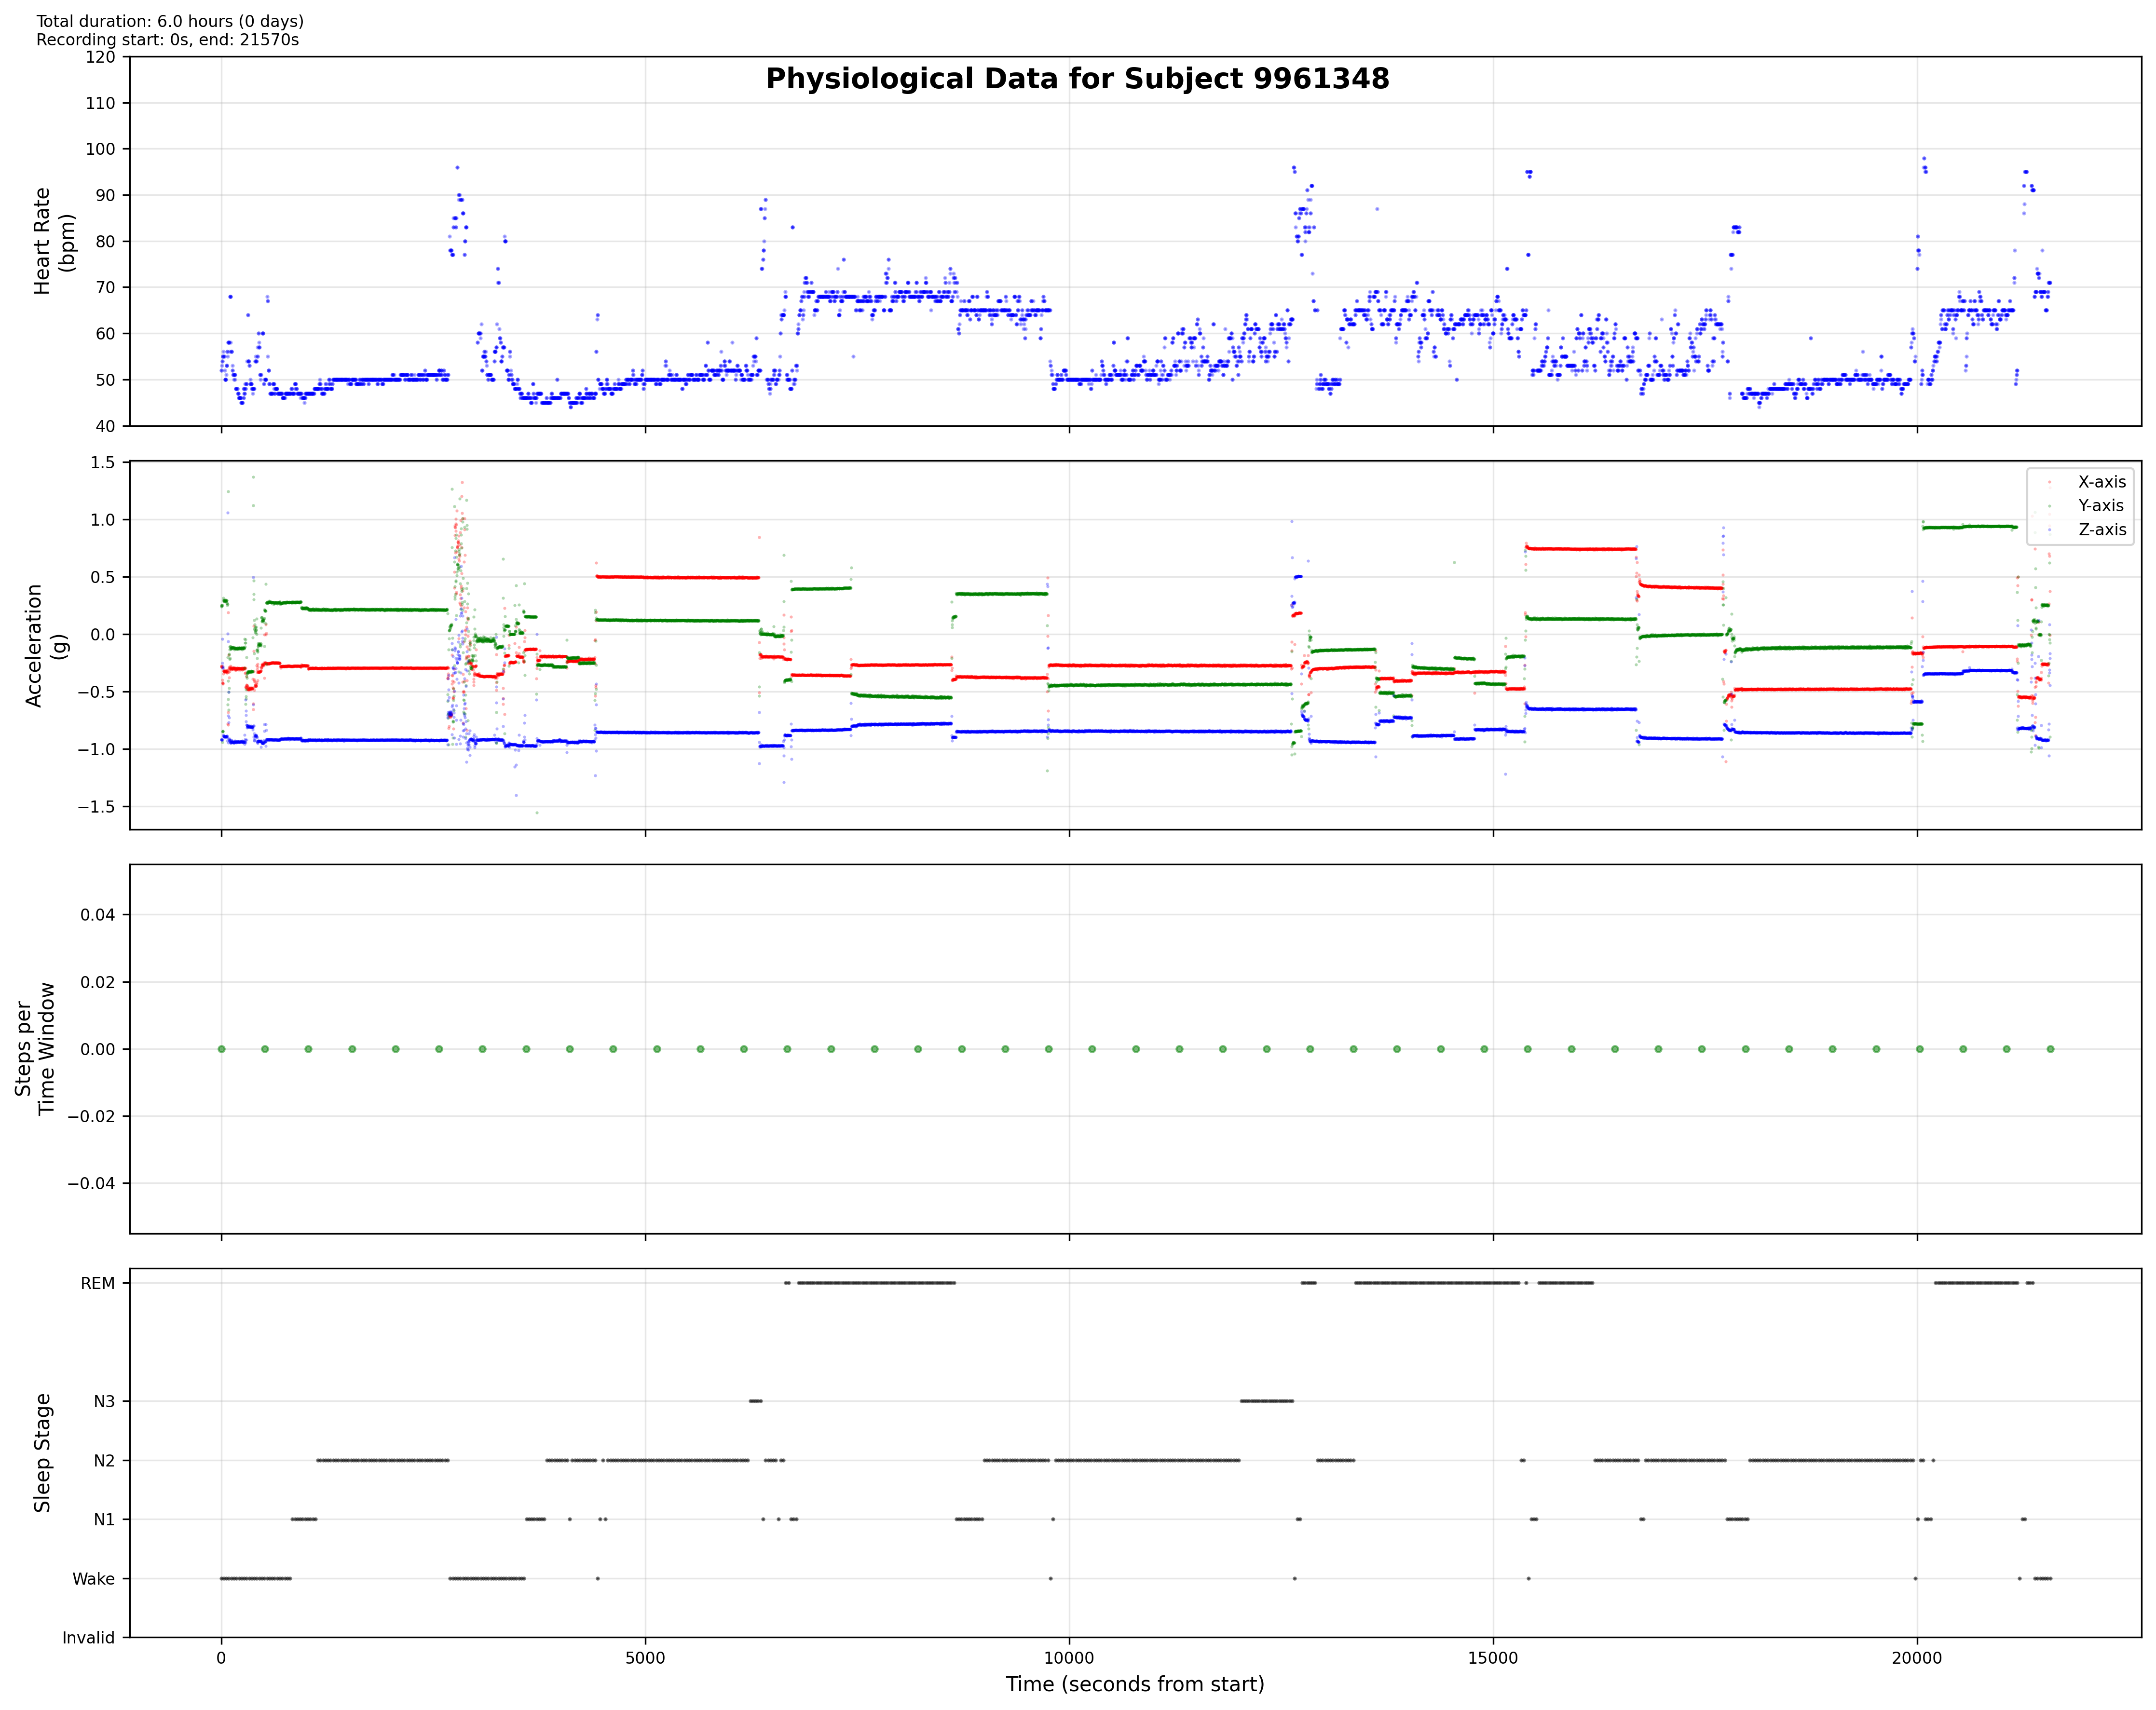 Total duration: 6.0 hours (0 days)
Recording start: 0s, end: 21570s
Physiological Data for Subject 9961348
120
110
100
90
80
70
60
50
40
Heart Rate
(bpm)
1.5
1.0
0.5
0.0
−0.5
−1.0
−1.5
Acceleration
(g)
X-axis
Y-axis
Z-axis
0.04
0.02
0.00
−0.02
−0.04
Steps per
Time Window
REM
N3
N2
N1
Wake
Invalid
Sleep Stage
0
5000
10000
15000
20000
Time (seconds from start)